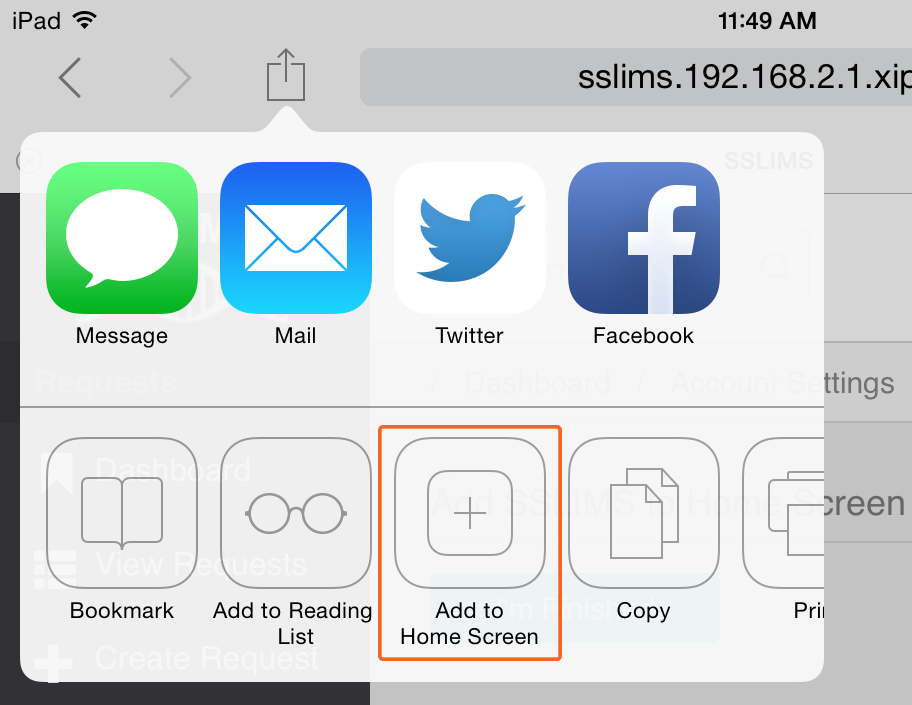 iPad 11:49 AM
sslims.192.168.2.1.xip
SSLIMS
Message Mail Twitter Facebook
Requests / Dashboard / Account Settings
Dashboard
Add SSLIMS to Home Screen
View Requests
I'm Finished
Bookmark Add to Reading List Add to Home Screen Copy Prin
Create Request